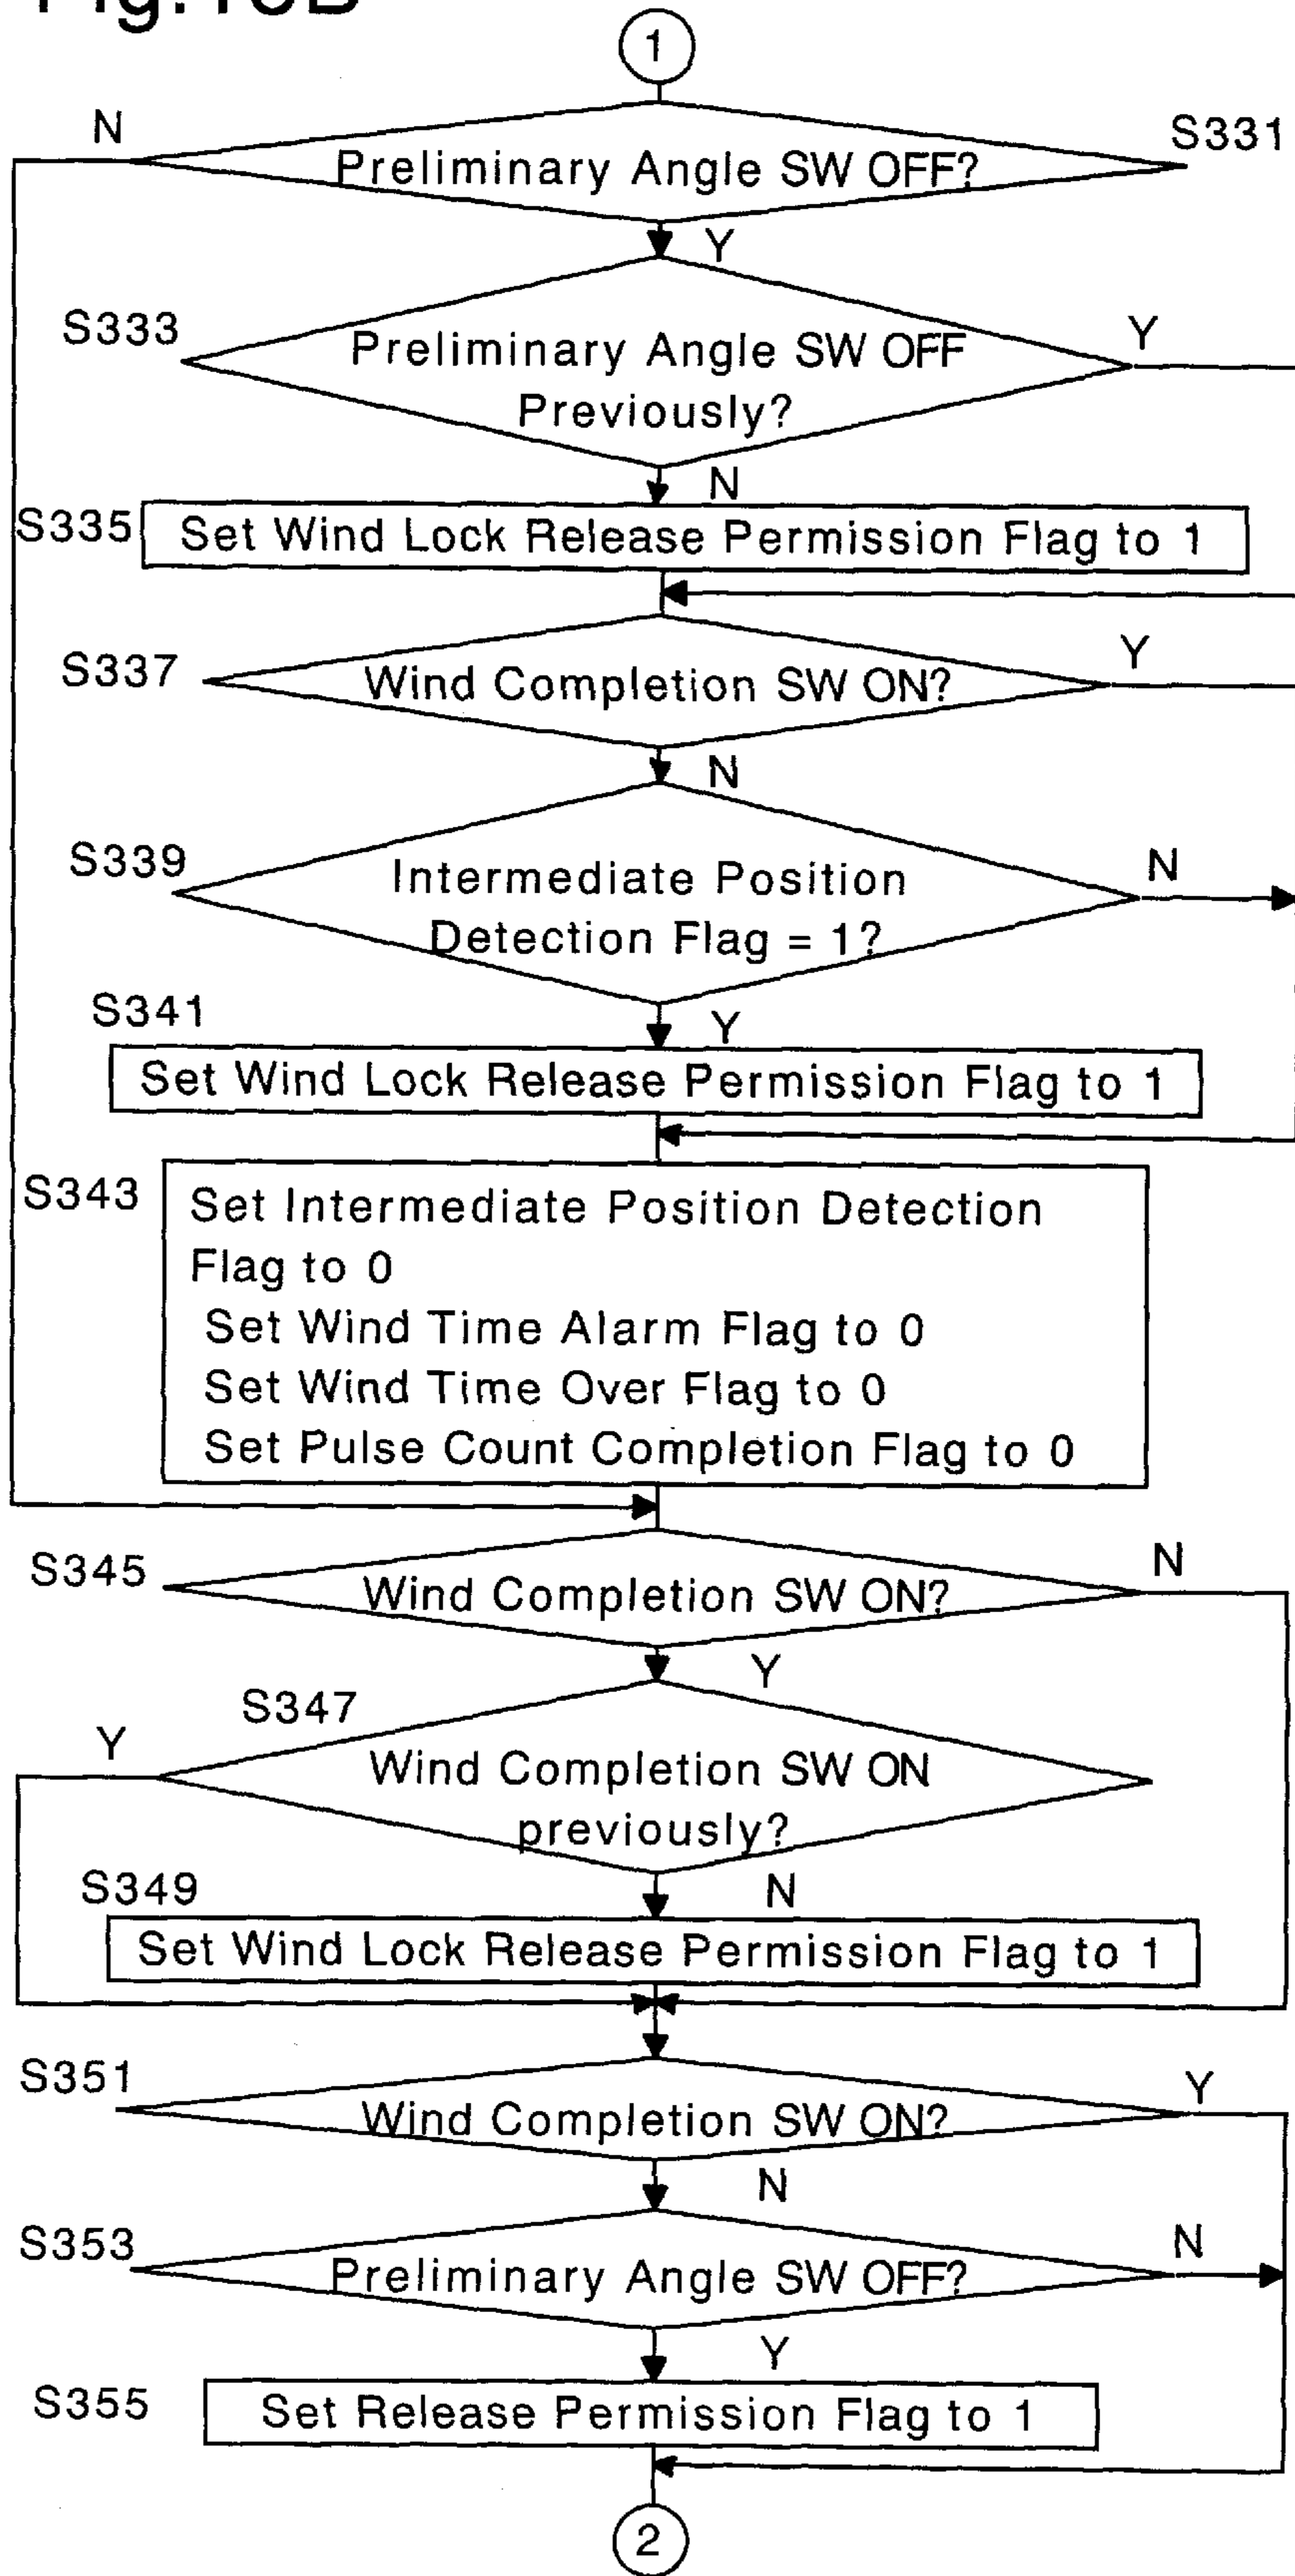 1
N
S331
Preliminary Angle SW OFF?
Y
S333
Preliminary Angle SW OFF
Previously?
Y
N
S335
Set Wind Lock Release Permission Flag to 1
S337
Wind Completion SW ON?
Y
N
S339
Intermediate Position
Detection Flag = 1?
N
Y
S341
Set Wind Lock Release Permission Flag to 1
S343
Set Intermediate Position Detection
Flag to 0
Set Wind Time Alarm Flag to 0
Set Wind Time Over Flag to 0
Set Pulse Count Completion Flag to 0
S345
Wind Completion SW ON?
N
Y
S347
Y
Wind Completion SW ON
previously?
N
S349
Set Wind Lock Release Permission Flag to 1
S351
Wind Completion SW ON?
Y
N
S353
Preliminary Angle SW OFF?
N
Y
S355
Set Release Permission Flag to 1
2